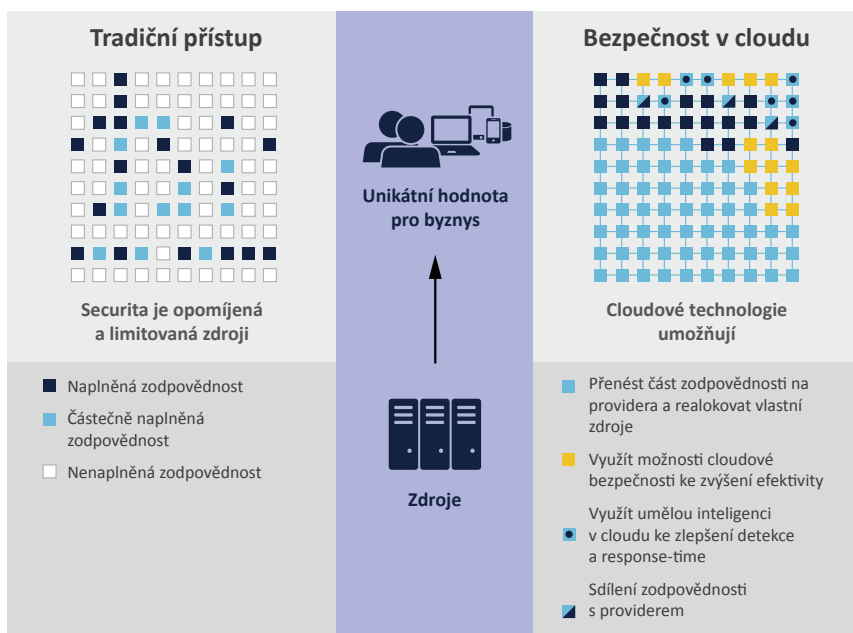 Tradiční přístup
Securita je opomíjená
a limitovaná zdroji
Naplněná zodpovědnost
Částečně naplněná
zodpovědnost
Nenaplněná zodpovědnost
Unikátní hodnota
pro byznys
Zdroje
Bezpečnost v cloudu
Cloudové technologie
umožňují
Přenést část zodpovědnosti na
providera a realokovat vlastní
zdroje
Využít možnosti cloudové
bezpečnosti ke zvýšení efektivity
Využít umělou inteligenci
v cloudu ke zlepšení detekce
a response-time
Sdílení zodpovědnosti
s providerem